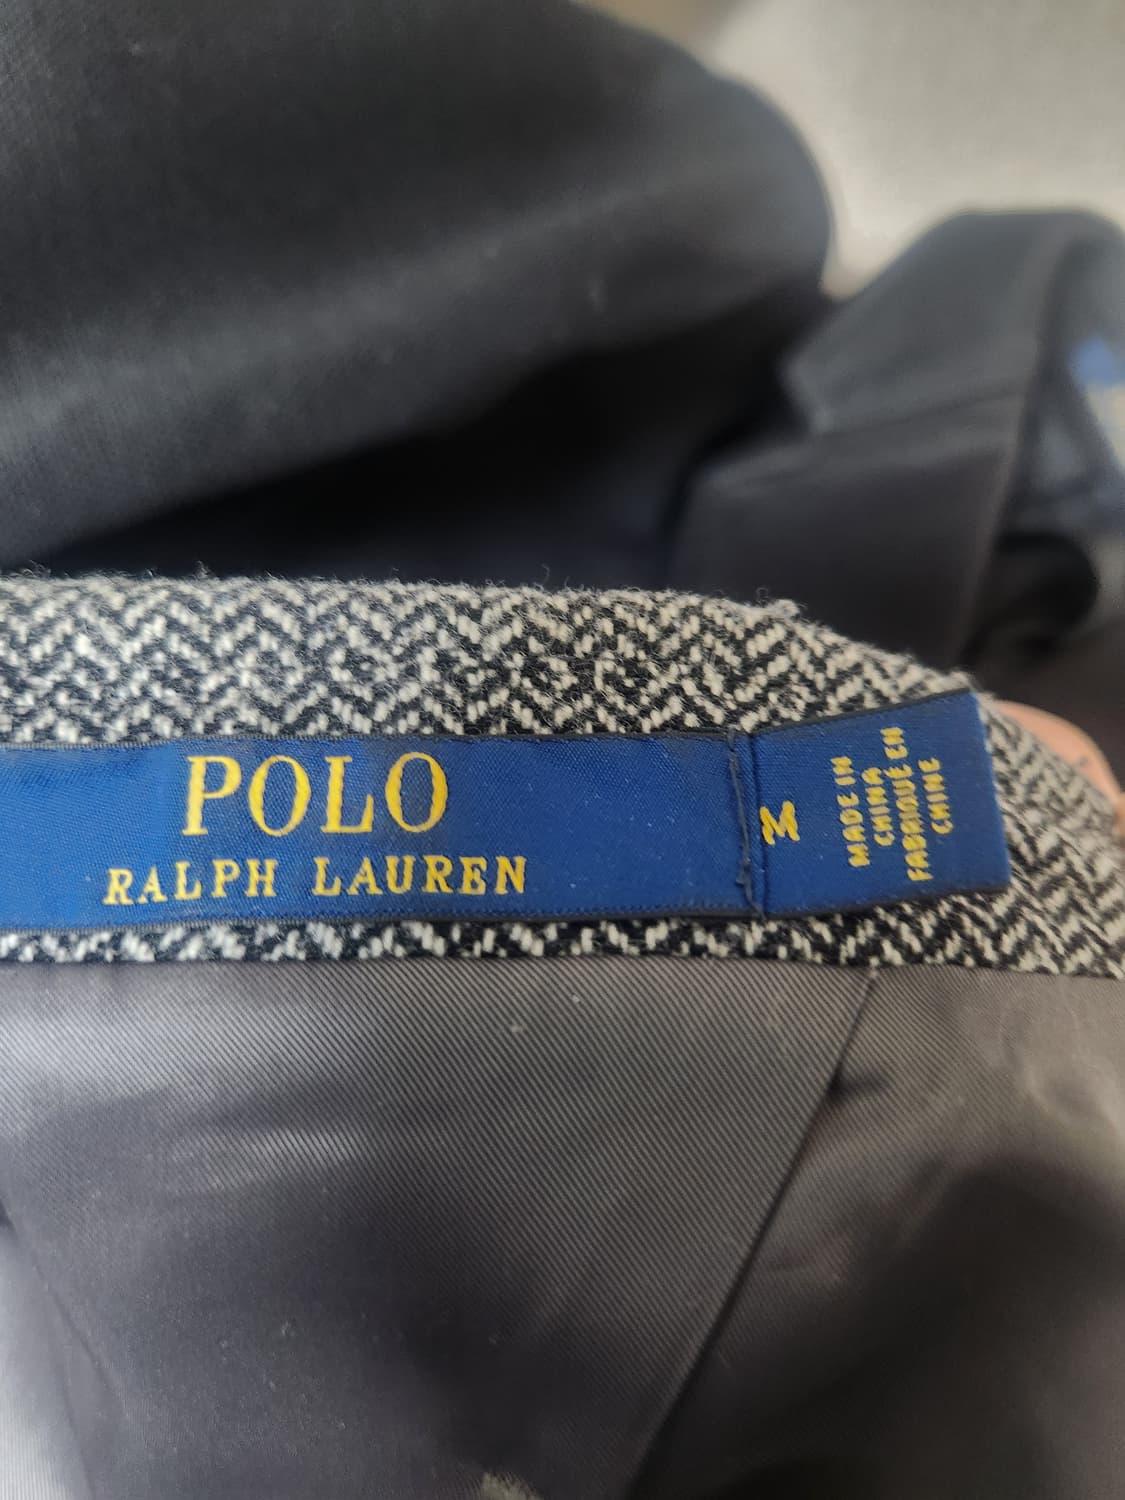 POLO
RALPH LAUREN
M
MADE IN
CHINA
FABRIQUÉ EN
CHINE